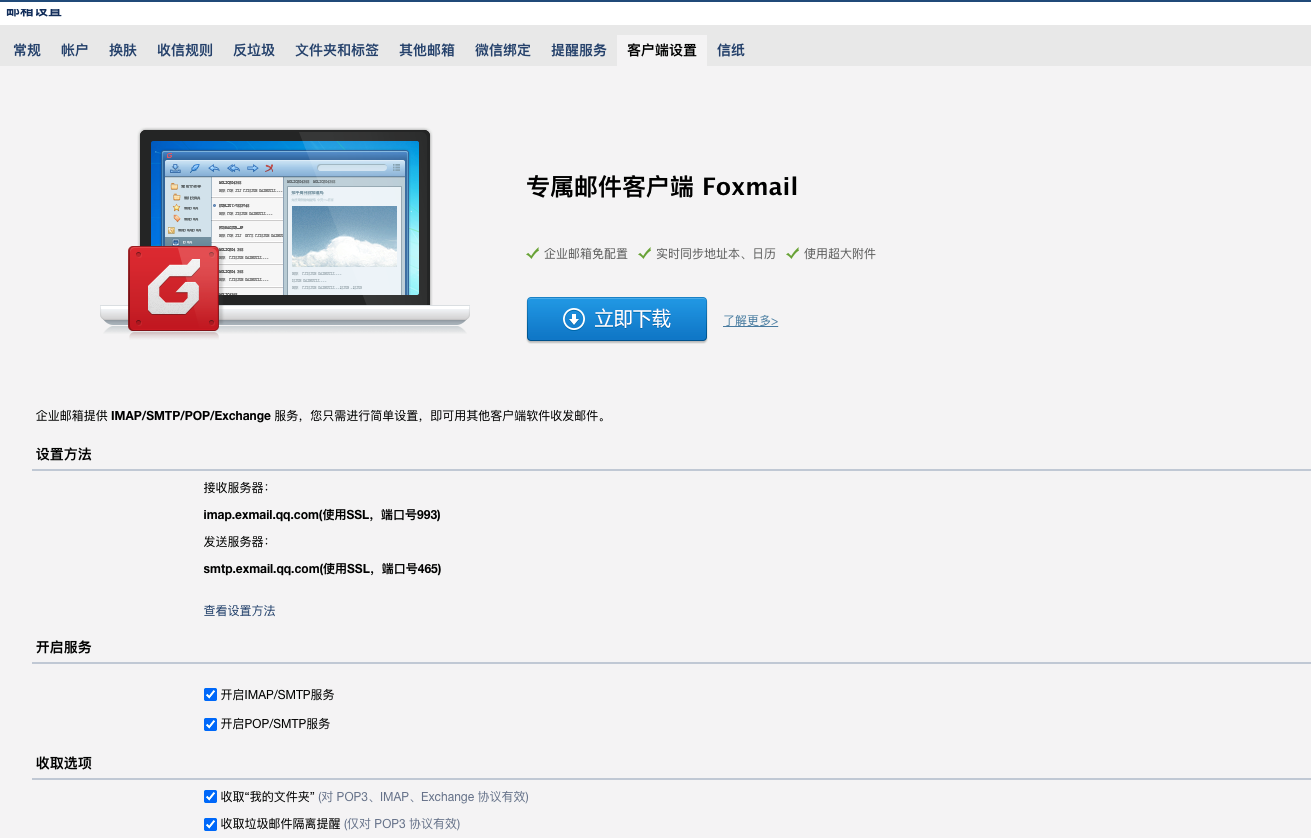 邮箱设置
常规 帐户 换肤 收信规则 反垃圾 文件夹和标签 其他邮箱 微信绑定 提醒服务 客户端设置 信纸
专属邮件客户端 Foxmail
企业邮箱免配置 实时同步地址本、日历 使用超大附件
立即下载 了解更多>
企业邮箱提供 IMAP/SMTP/POP/Exchange 服务，您只需进行简单设置，即可用其他客户端软件收发邮件。
设置方法
接收服务器：
imap.exmail.qq.com(使用SSL，端口号993)
发送服务器：
smtp.exmail.qq.com(使用SSL，端口号465)
查看设置方法
开启服务
开启IMAP/SMTP服务
开启POP/SMTP服务
收取选项
收取“我的文件夹” (对 POP3、IMAP、Exchange 协议有效)
收取垃圾邮件隔离提醒 (仅对 POP3 协议有效)